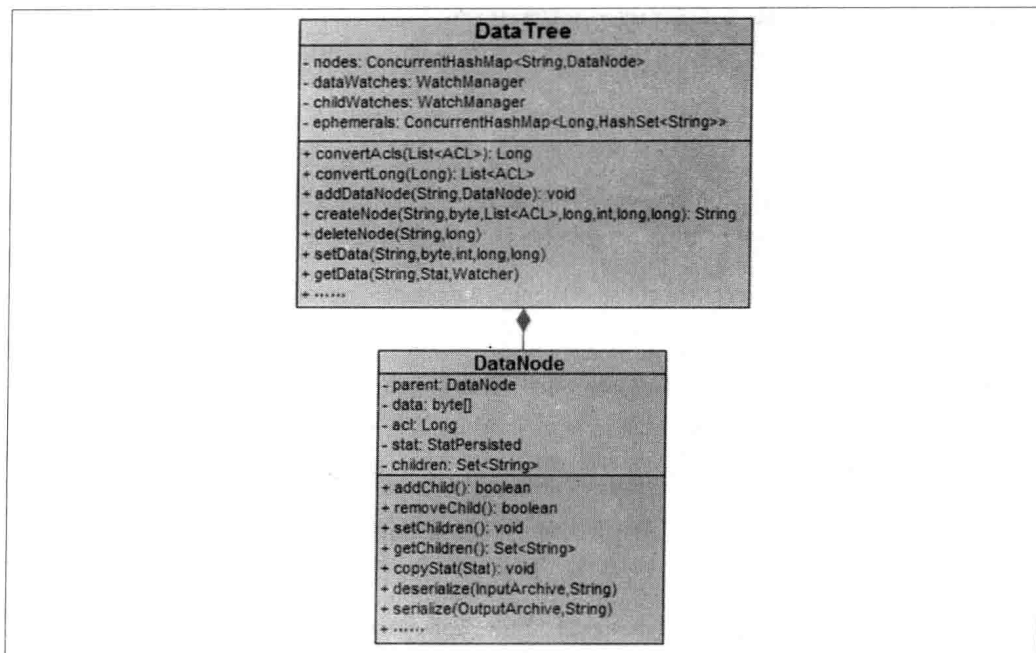 DataTree
- nodes: ConcurrentHashMap<String,DataNode>
- dataWatches: WatchManager
- childWatches: WatchManager
- ephemerals: ConcurrentHashMap<Long,HashSet<String>>
+ convertAcls(List<ACL>): Long
+ convertLong(Long): List<ACL>
+ addDataNode(String,DataNode): void
+ createNode(String,byte,List<ACL>,long,int,long,long): String
+ deleteNode(String,long)
+ setData(String,byte,int,long,long)
+ getData(String,Stat,Watcher)
+ ......
DataNode
- parent: DataNode
- data: byte[]
- acl: Long
- stat: StatPersisted
- children: Set<String>
+ addChild(): boolean
+ removeChild(): boolean
+ setChildren(): void
+ getChildren(): Set<String>
+ copyStat(Stat): void
+ deserialize(InputArchive,String)
+ serialize(OutputArchive,String)
+ ......